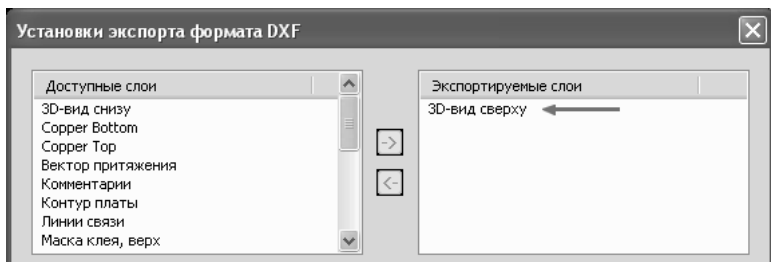 Установки экспорта формата DXF
Доступные слои
3D-вид снизу
Copper Bottom
Copper Top
Вектор притяжения
Комментарии
Контур платы
Линии связи
Маска клея, верх
->
<-
Экспортируемые слои
3D-вид сверху